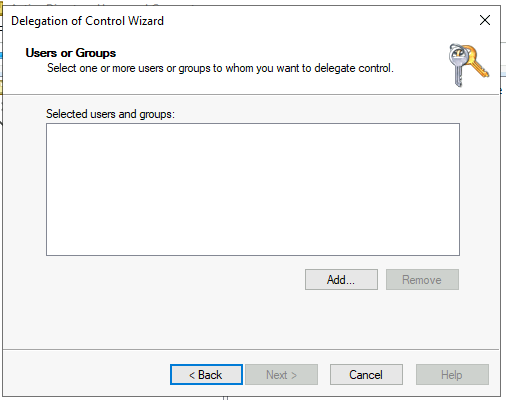 Delegation of Control Wizard
Users or Groups
Select one or more users or groups to whom you want to delegate control.
Selected users and groups:
Add...
Remove
< Back
Next >
Cancel
Help